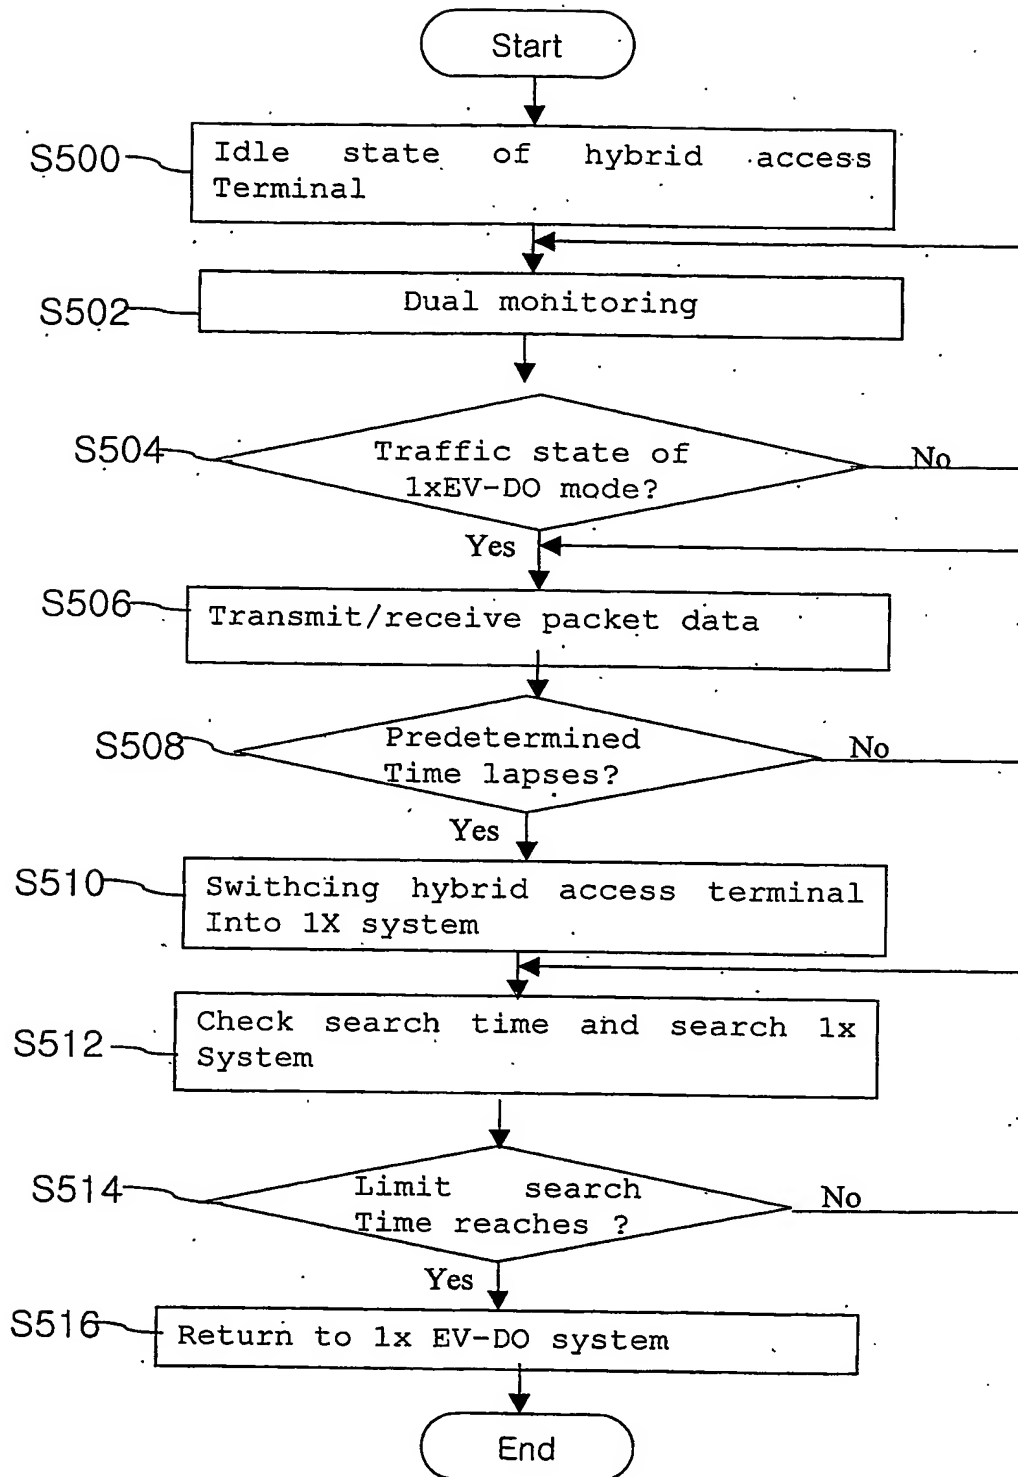 Start
S500
Idle state of hybrid access
Terminal
S502
Dual monitoring
S504
Traffic state of
1xEV-DO mode?
No
Yes
S506
Transmit/receive packet data
S508
Predetermined
Time lapses?
No
Yes
S510
Swithcing hybrid access terminal
Into 1X system
S512
Check search time and search 1x
System
S514
Limit search
Time reaches ?
No
Yes
S516
Return to 1x EV-DO system
End